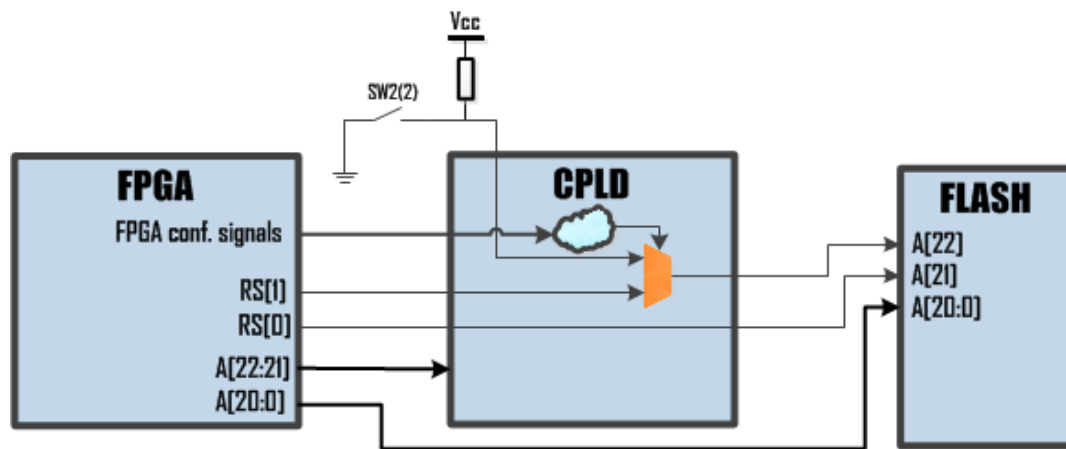 Vcc
SW2(2)
FPGA
CPLD
FLASH
FPGA conf. signals
A[22]
A[21]
RS[1]
A[20:0]
RS[0]
A[22:21]
A[20:0]